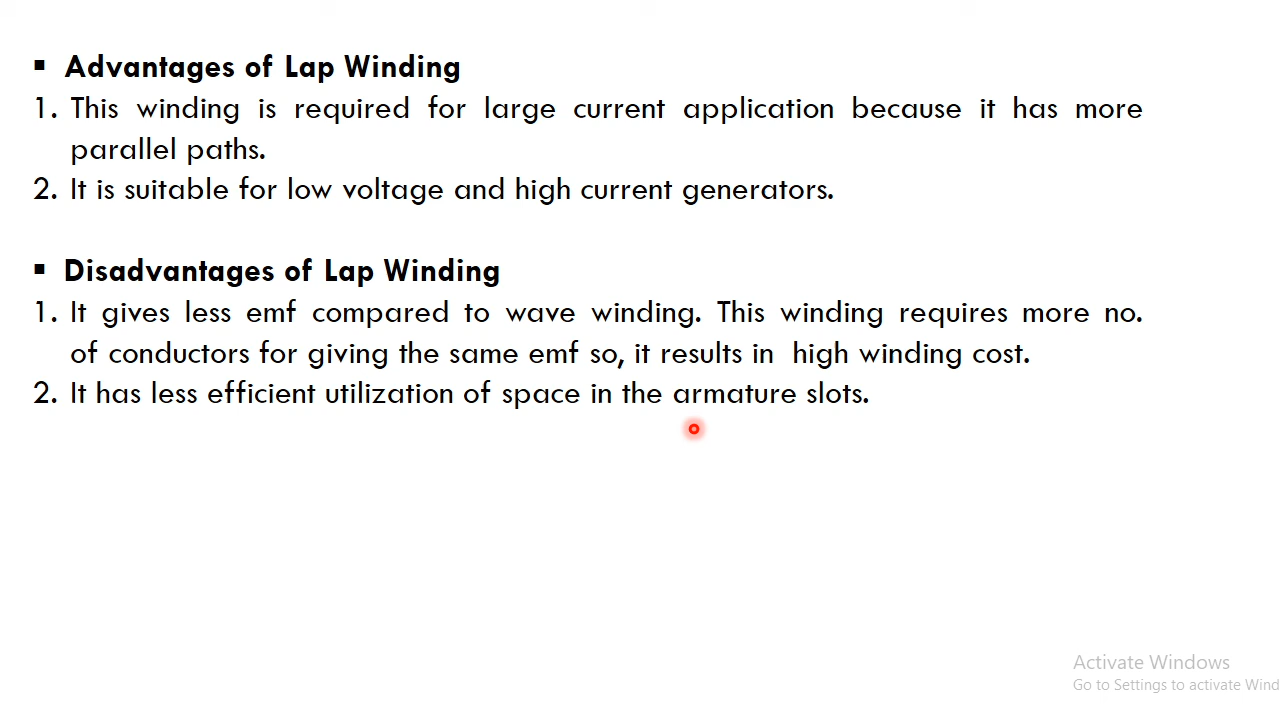 ▪ Advantages of Lap Winding
1. This winding is required for large current application because it has more
parallel paths.
2. It is suitable for low voltage and high current generators.
▪ Disadvantages of Lap Winding
1. It gives less emf compared to wave winding. This winding requires more no.
of conductors for giving the same emf so, it results in high winding cost.
2. It has less efficient utilization of space in the armature slots.
Activate Windows
Go to Settings to activate Wind